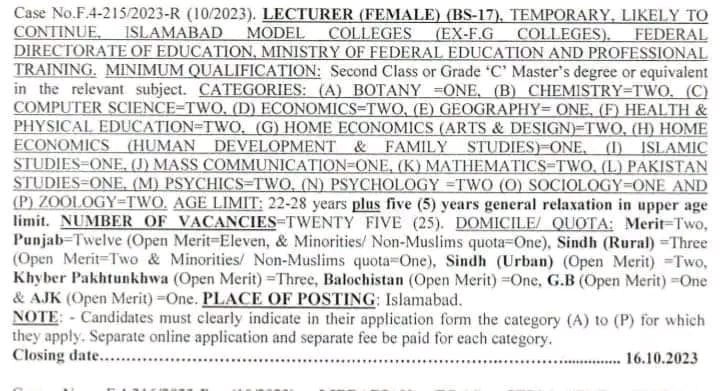 Case No.F.4-215/2023-R (10/2023). LECTURER (FEMALE) (BS-17), TEMPORARY, LIKELY TO
CONTINUE, ISLAMABAD MODEL COLLEGES (EX-F.G COLLEGES), FEDERAL
DIRECTORATE OF EDUCATION, MINISTRY OF FEDERAL EDUCATION AND PROFESSIONAL
TRAINING. MINIMUM QUALIFICATION: Second Class or Grade ‘C’ Master’s degree or equivalent
in the relevant subject. CATEGORIES: (A) BOTANY =ONE, (B) CHEMISTRY=TWO, (C)
COMPUTER SCIENCE=TWO, (D) ECONOMICS=TWO, (E) GEOGRAPHY= ONE, (F) HEALTH &
PHYSICAL EDUCATION=TWO, (G) HOME ECONOMICS (ARTS & DESIGN)=TWO, (H) HOME
ECONOMICS (HUMAN DEVELOPMENT & FAMILY STUDIES)=ONE, (I) ISLAMIC
STUDIES=ONE, (J) MASS COMMUNICATION=ONE, (K) MATHEMATICS=TWO, (L) PAKISTAN
STUDIES=ONE, (M) PSYCHICS=TWO, (N) PSYCHOLOGY =TWO (O) SOCIOLOGY=ONE AND
(P) ZOOLOGY=TWO. AGE LIMIT: 22-28 years plus five (5) years general relaxation in upper age
limit. NUMBER OF VACANCIES=TWENTY FIVE (25). DOMICILE/ QUOTA: Merit=Two,
Punjab=Twelve (Open Merit=Eleven, & Minorities/ Non-Muslims quota=One), Sindh (Rural) =Three
(Open Merit=Two & Minorities/ Non-Muslims quota=One), Sindh (Urban) (Open Merit) =Two,
Khyber Pakhtunkhwa (Open Merit) =Three, Balochistan (Open Merit) =One, G.B (Open Merit) =One
& AJK (Open Merit) =One. PLACE OF POSTING: Islamabad.
NOTE: - Candidates must clearly indicate in their application form the category (A) to (P) for which
they apply. Separate online application and separate fee be paid for each category.
Closing date.................................................................................................... 16.10.2023